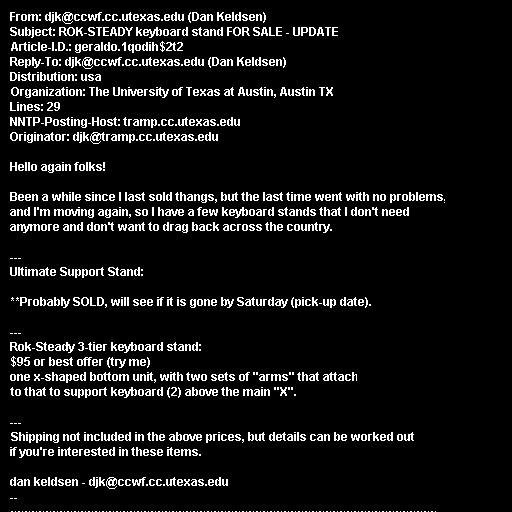 From: djk@ccwf.cc.utexas.edu (Dan Keldsen)
Subject: ROK-STEADY keyboard stand FOR SALE - UPDATE
Article-I.D.: geraldo.1qodih$2t2
Reply-To: djk@ccwf.cc.utexas.edu (Dan Keldsen)
Distribution: usa
Organization: The University of Texas at Austin, Austin TX
Lines: 29
NNTP-Posting-Host: tramp.cc.utexas.edu
Originator: djk@tramp.cc.utexas.edu

Hello again folks!

Been a while since I last sold thangs, but the last time went with no problems,
and I'm moving again, so I have a few keyboard stands that I don't need
anymore and don't want to drag back across the country.

---
Ultimate Support Stand:

**Probably SOLD, will see if it is gone by Saturday (pick-up date).

---
Rok-Steady 3-tier keyboard stand:
$95 or best offer (try me)
one x-shaped bottom unit, with two sets of "arms" that attach
to that to support keyboard (2) above the main "X".

---
Shipping not included in the above prices, but details can be worked out
if you're interested in these items.

dan keldsen - djk@ccwf.cc.utexas.edu
--